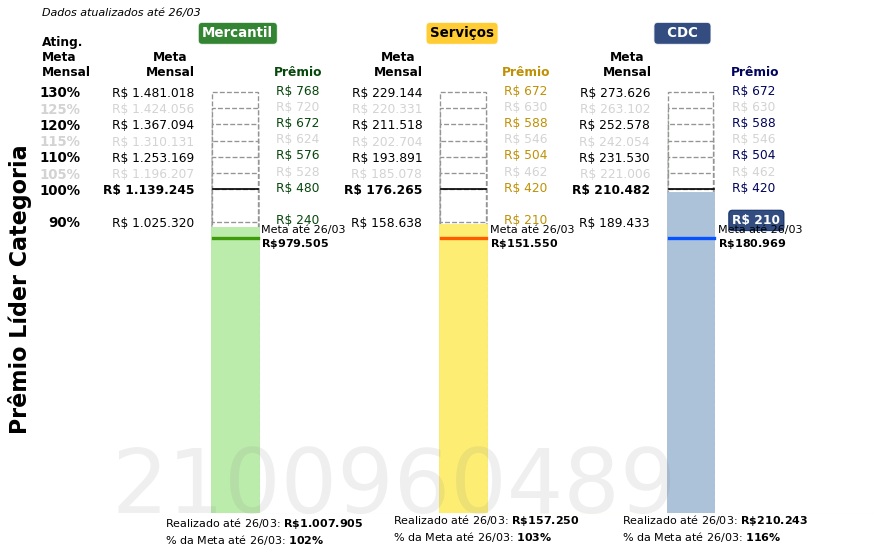 Dados atualizados até 26/03
Mercantil
Serviços
CDC
Ating. Meta Mensal
Meta Mensal
Prêmio
Meta Mensal
Prêmio
Meta Mensal
Prêmio
130% R$ 1.481.018 R$ 768 R$ 229.144 R$ 672 R$ 273.626 R$ 672
125% R$ 1.424.056 R$ 720 R$ 220.331 R$ 630 R$ 263.102 R$ 630
120% R$ 1.367.094 R$ 672 R$ 211.518 R$ 588 R$ 252.578 R$ 588
115% R$ 1.310.131 R$ 624 R$ 202.704 R$ 546 R$ 242.054 R$ 546
110% R$ 1.253.169 R$ 576 R$ 193.891 R$ 504 R$ 231.530 R$ 504
105% R$ 1.196.207 R$ 528 R$ 185.078 R$ 462 R$ 221.006 R$ 462
100% R$ 1.139.245 R$ 480 R$ 176.265 R$ 420 R$ 210.482 R$ 420
90% R$ 1.025.320 R$ 240 R$ 158.638 R$ 210 R$ 189.433 R$ 210
Meta até 26/03
R$979.505
Meta até 26/03
R$151.550
Meta até 26/03
R$180.969
Prêmio Líder Categoria
2100960489
Realizado até 26/03: R$1.007.905
% da Meta até 26/03: 102%
Realizado até 26/03: R$157.250
% da Meta até 26/03: 103%
Realizado até 26/03: R$210.243
% da Meta até 26/03: 116%